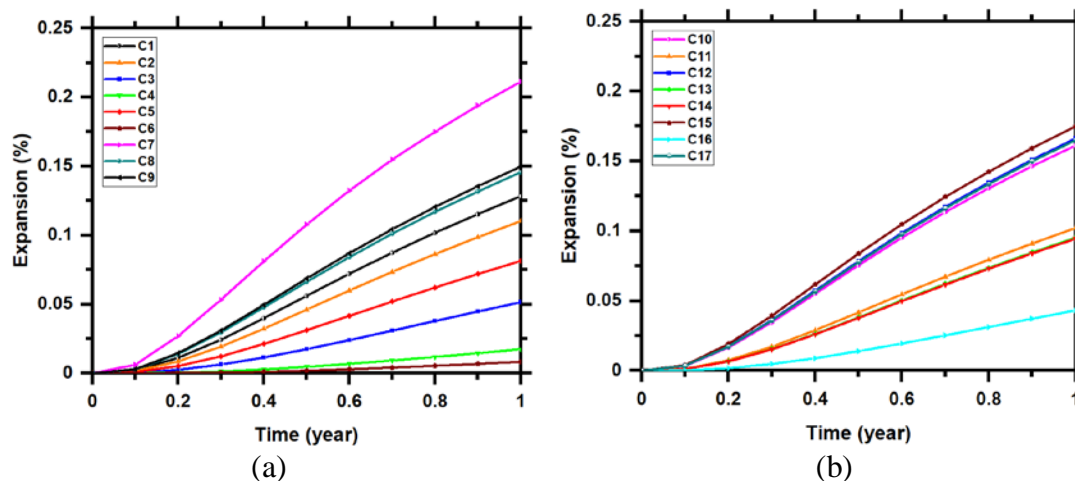 0.25
0.2
0.15
0.1
0.05
0
Expansion (%)
C1
C2
C3
C4
C5
C6
C7
C8
C9
0 0.2 0.4 0.6 0.8 1
Time (year)
(a)
0.25
0.2
0.15
0.1
0.05
0
Expansion (%)
C10
C11
C12
C13
C14
C15
C16
C17
0 0.2 0.4 0.6 0.8 1
Time (year)
(b)